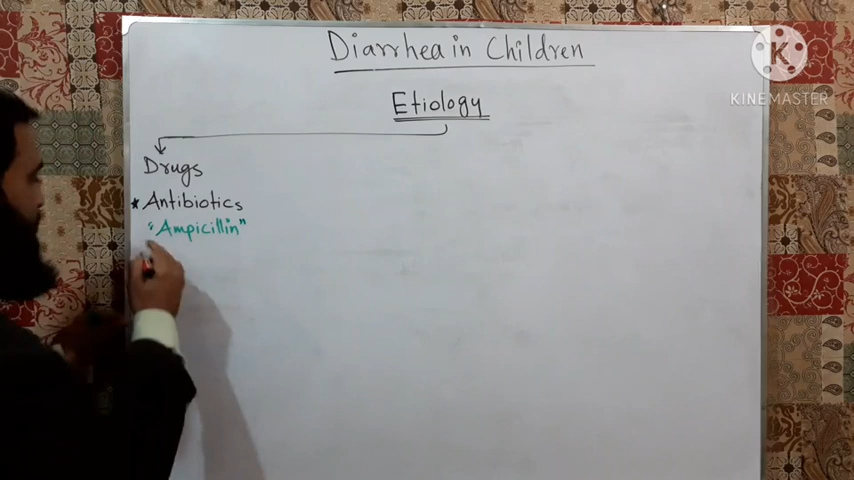 Diarrhea in Children
Etiology
Drugs
*Antibiotics
"Ampicillin"
K
KINEMASTER